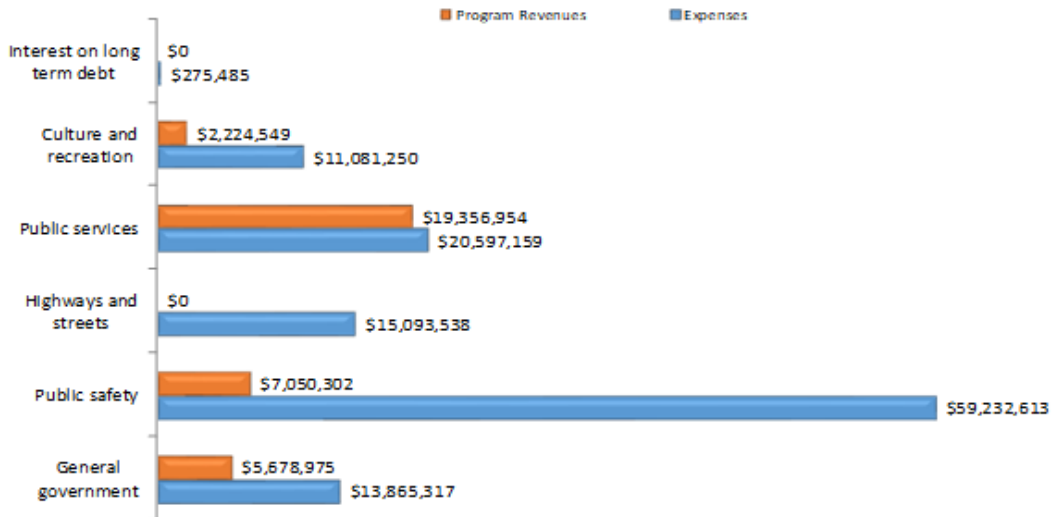 Program Revenues Expenses
Interest on long
term debt
$0
$275,485
Culture and
recreation
$2,224,549
$11,081,250
Public services
$19,356,954
$20,597,159
Highways and
streets
$0
$15,093,538
Public safety
$7,050,302
$59,232,613
General
government
$5,678,975
$13,865,317